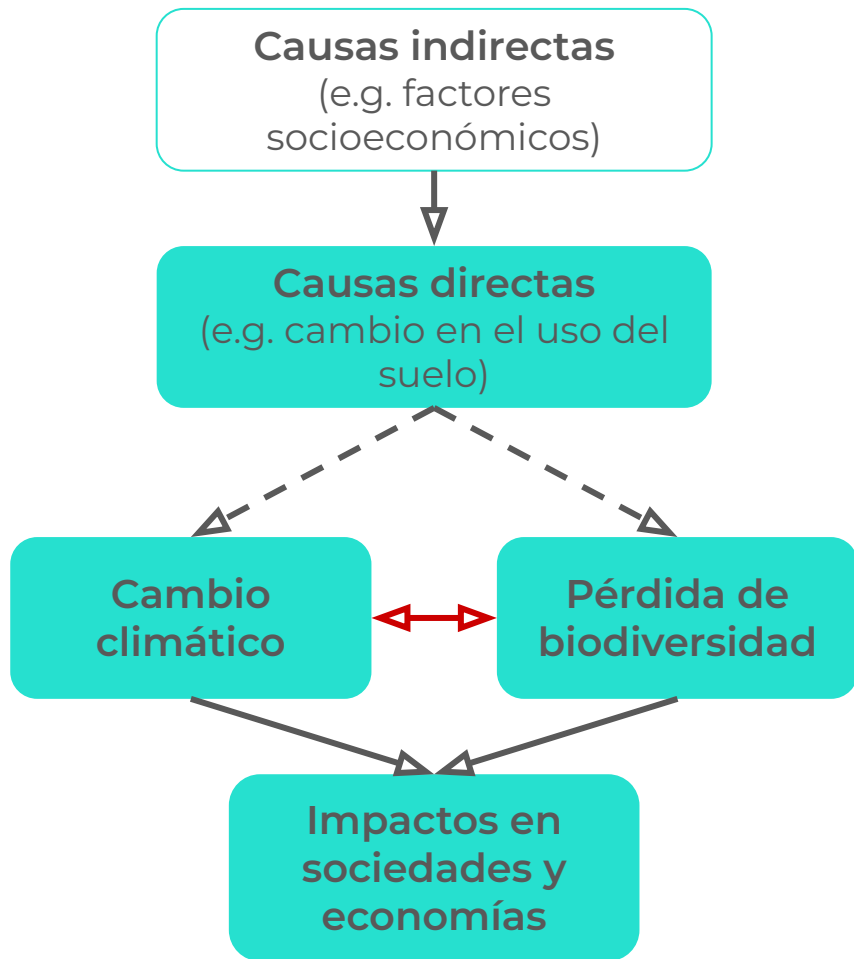 Causas indirectas
(e.g. factores
socioeconómicos)
Causas directas
(e.g. cambio en el uso del
suelo)
Cambio
climático
Pérdida de
biodiversidad
Impactos en
sociedades y
economías